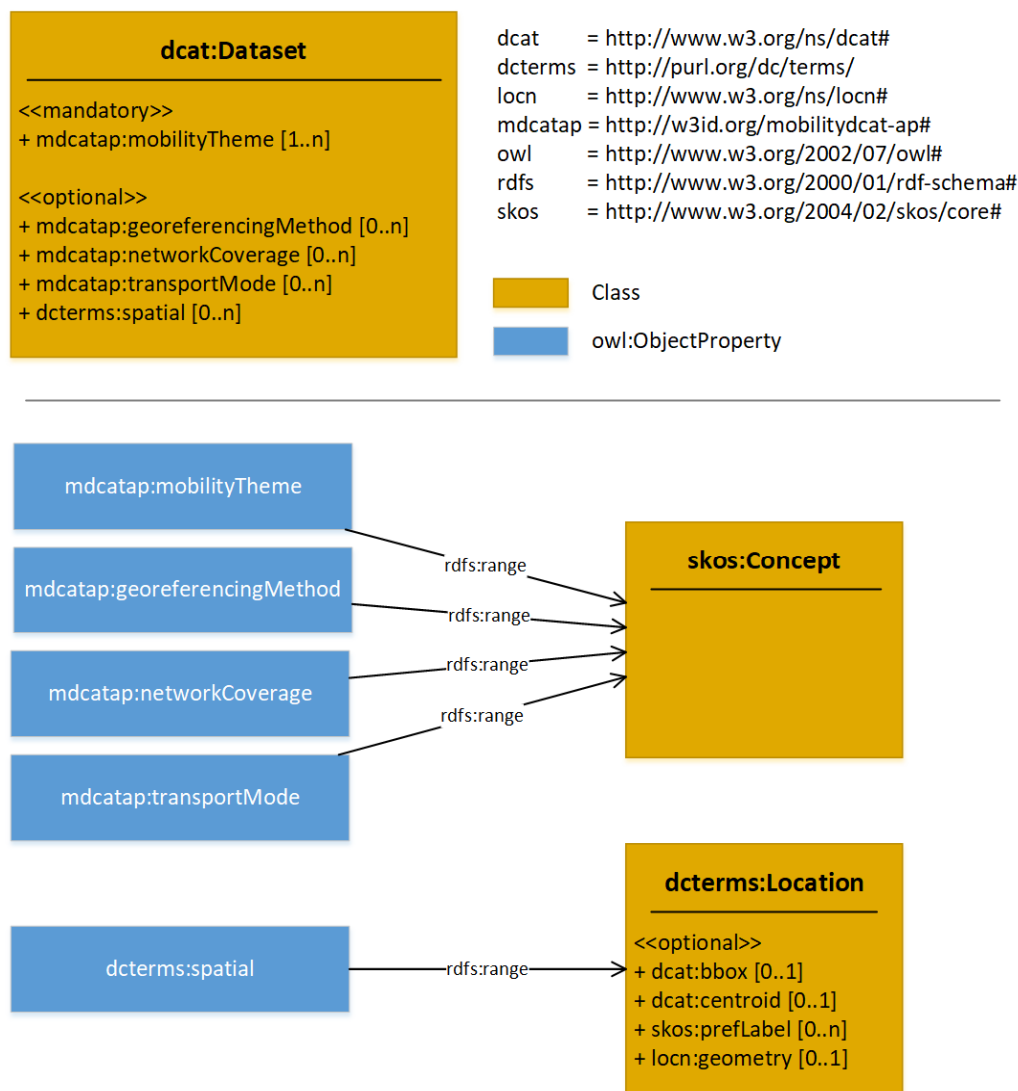 dcat:Dataset
<<mandatory>>
+ mdcatap:mobilityTheme [1..n]
<<optional>>
+ mdcatap:georeferencingMethod [0..n]
+ mdcatap:networkCoverage [0..n]
+ mdcatap:transportMode [0..n]
+ dcterms:spatial [0..n]
dcat = http://www.w3.org/ns/dcat#
dcterms = http://purl.org/dc/terms/
locn = http://www.w3.org/ns/locn#
mdcatap = http://w3id.org/mobilitydcat-ap#
owl = http://www.w3.org/2002/07/owl#
rdfs = http://www.w3.org/2000/01/rdf-schema#
skos = http://www.w3.org/2004/02/skos/core#
Class
owl:ObjectProperty
mdcatap:mobilityTheme
mdcatap:georeferencingMethod
mdcatap:networkCoverage
mdcatap:transportMode
rdfs:range
rdfs:range
rdfs:range
rdfs:range
skos:Concept
dcterms:spatial
rdfs:range
dcterms:Location
<<optional>>
+ dcat:bbox [0..1]
+ dcat:centroid [0..1]
+ skos:prefLabel [0..n]
+ locn:geometry [0..1]